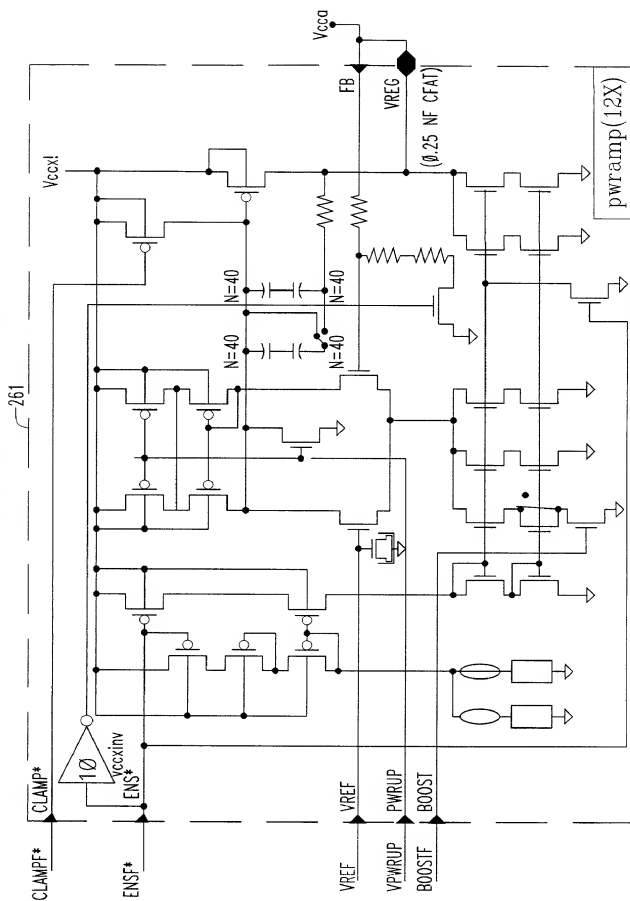 261
CLAMPF*
CLAMP*
10
vccxinv
ENSF*
ENS*
VREF
VREF
VPWRUP
PWRUP
BOOSTF
BOOST
Vccx!
N=40
N=40
N=40
N=40
Vcca
FB
VREG
(0.25 NF CFAT)
pwramp(12X)